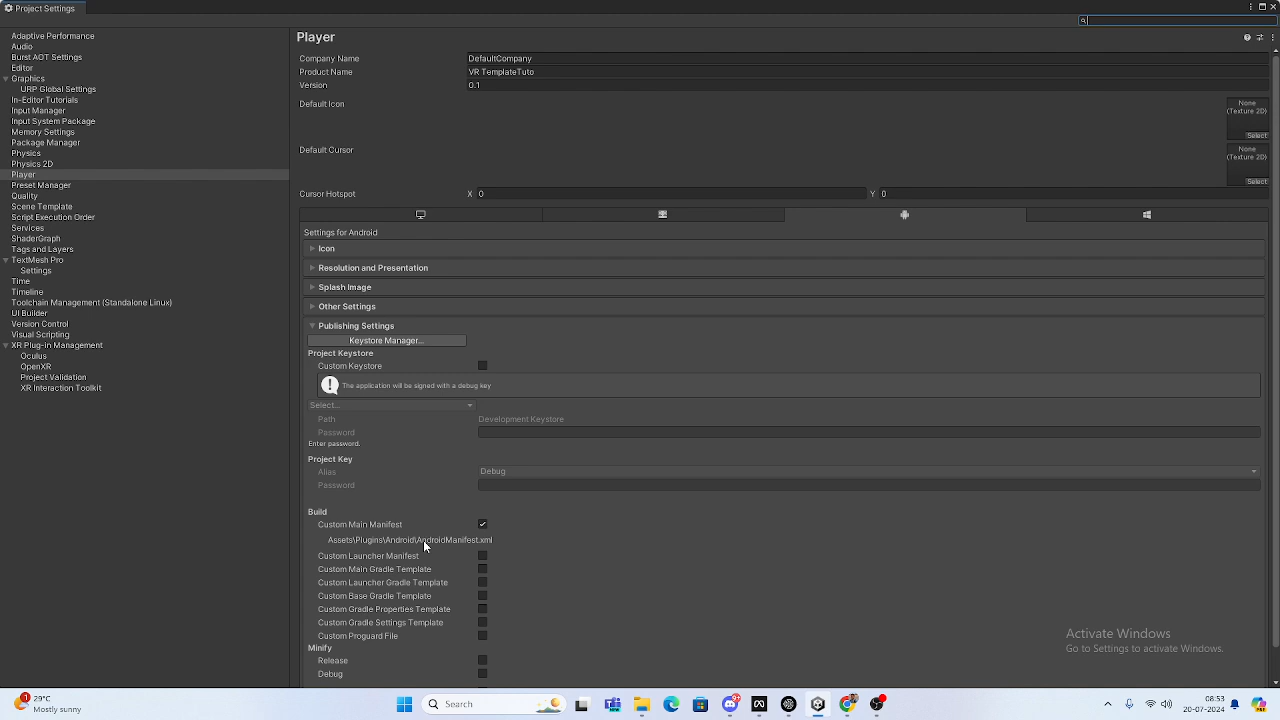 Project Settings
Adaptive Performance
Audio
Burst AOT Settings
Editor
Graphics
URP Global Settings
In-Editor Tutorials
Input Manager
Input System Package
Memory Settings
Package Manager
Physics
Physics 2D
Player
Preset Manager
Quality
Scene Template
Script Execution Order
Services
ShaderGraph
Tags and Layers
TextMesh Pro
Settings
Time
Timeline
Toolchain Management (Standalone Linux)
UI Builder
Version Control
Visual Scripting
XR Plug-in Management
Oculus
OpenXR
Project Validation
XR Interaction Toolkit
Player
Company Name DefaultCompany
Product Name VR TemplateTuto
Version 0.1
Default Icon None (Texture 2D) Select
Default Cursor None (Texture 2D) Select
Cursor Hotspot X 0 Y 0
Settings for Android
Icon
Resolution and Presentation
Splash Image
Other Settings
Publishing Settings
Keystore Manager...
Project Keystore
Custom Keystore
The application will be signed with a debug key
Select...
Path Development Keystore
Password
Enter password.
Project Key
Alias Debug
Password
Build
Custom Main Manifest
Assets\Plugins\Android\AndroidManifest.xml
Custom Launcher Manifest
Custom Main Gradle Template
Custom Launcher Gradle Template
Custom Base Gradle Template
Custom Gradle Properties Template
Custom Gradle Settings Template
Custom Proguard File
Minify
Release
Debug
Activate Windows
Go to Settings to activate Windows.
1
29°C
Mostly sunny
Search
08:53
20-07-2024